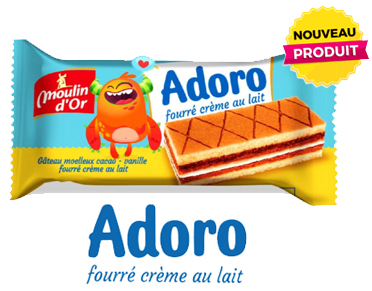 NOUVEAU
PRODUIT
Moulin
d'Or
Adoro
fourré crème au lait
Gâteau moelleux cacao - vanille
fourré crème au lait
Adoro
fourré crème au lait